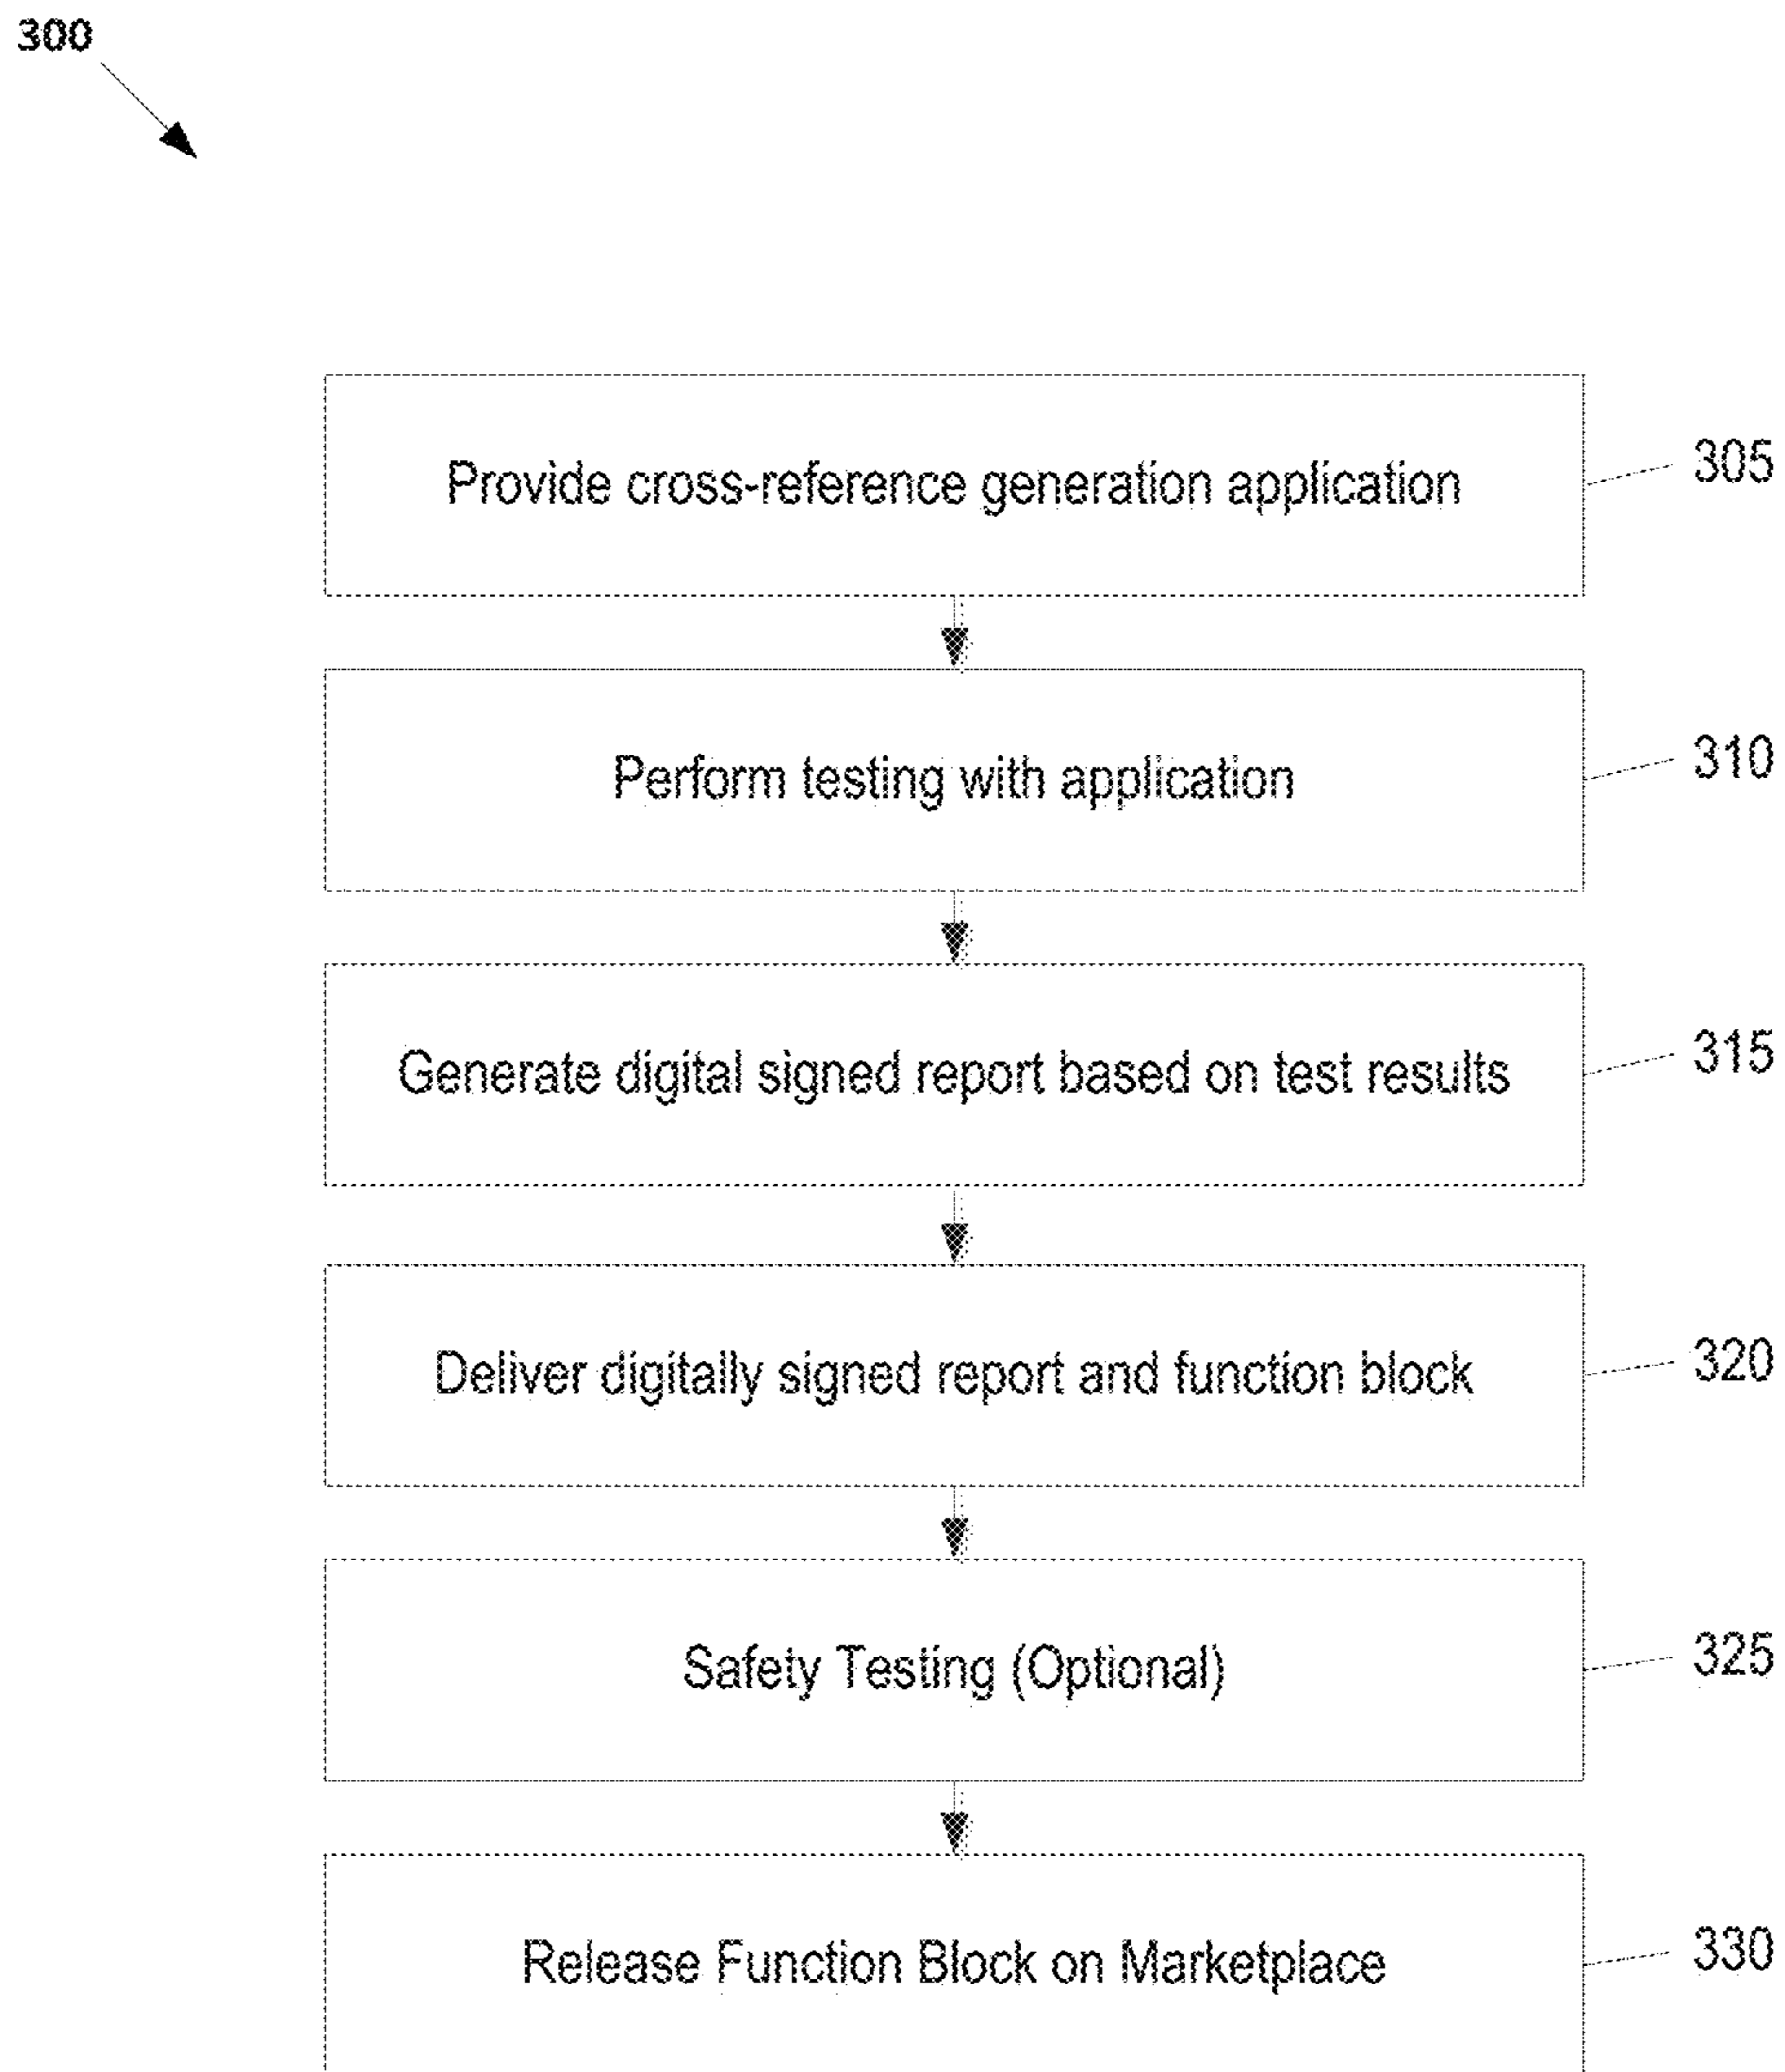 300
Provide cross-reference generation application
305
Perform testing with application
310
Generate digital signed report based on test results
315
Deliver digitally signed report and function block
320
Safety Testing (Optional)
325
Release Function Block on Marketplace
330